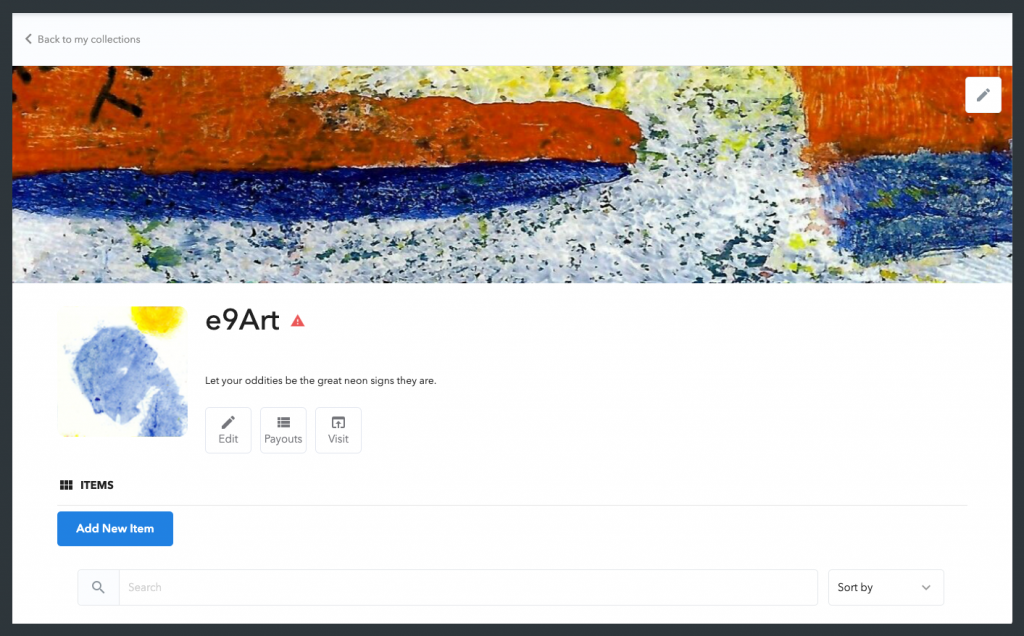 Back to my collections
e9Art
Let your oddities be the great neon signs they are.
Edit
Payouts
Visit
ITEMS
Add New Item
Search
Sort by